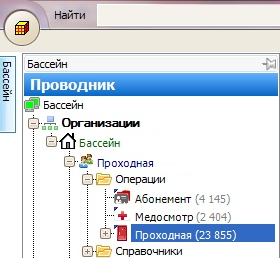 Найти
Бассейн
Бассейн
Проводник
Бассейн
Организации
Бассейн
Проходная
Операции
Абонемент (4 145)
Медосмотр (2 404)
Проходная (23 855)
Справочники